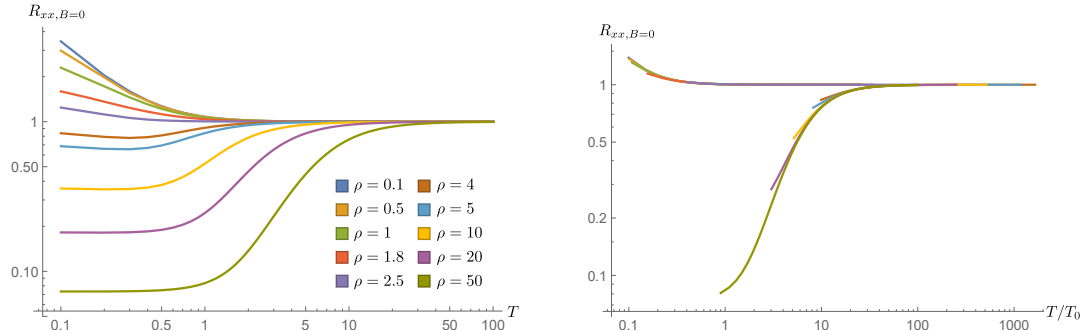 R_{xx,B=0}
1
0.50
0.10
0.1 0.5 1 5 10 50 100 T
ρ = 0.1 ρ = 4
ρ = 0.5 ρ = 5
ρ = 1 ρ = 10
ρ = 1.8 ρ = 20
ρ = 2.5 ρ = 50
R_{xx,B=0}
1
0.5
0.2
0.1
0.1 1 10 100 1000 T/T_0